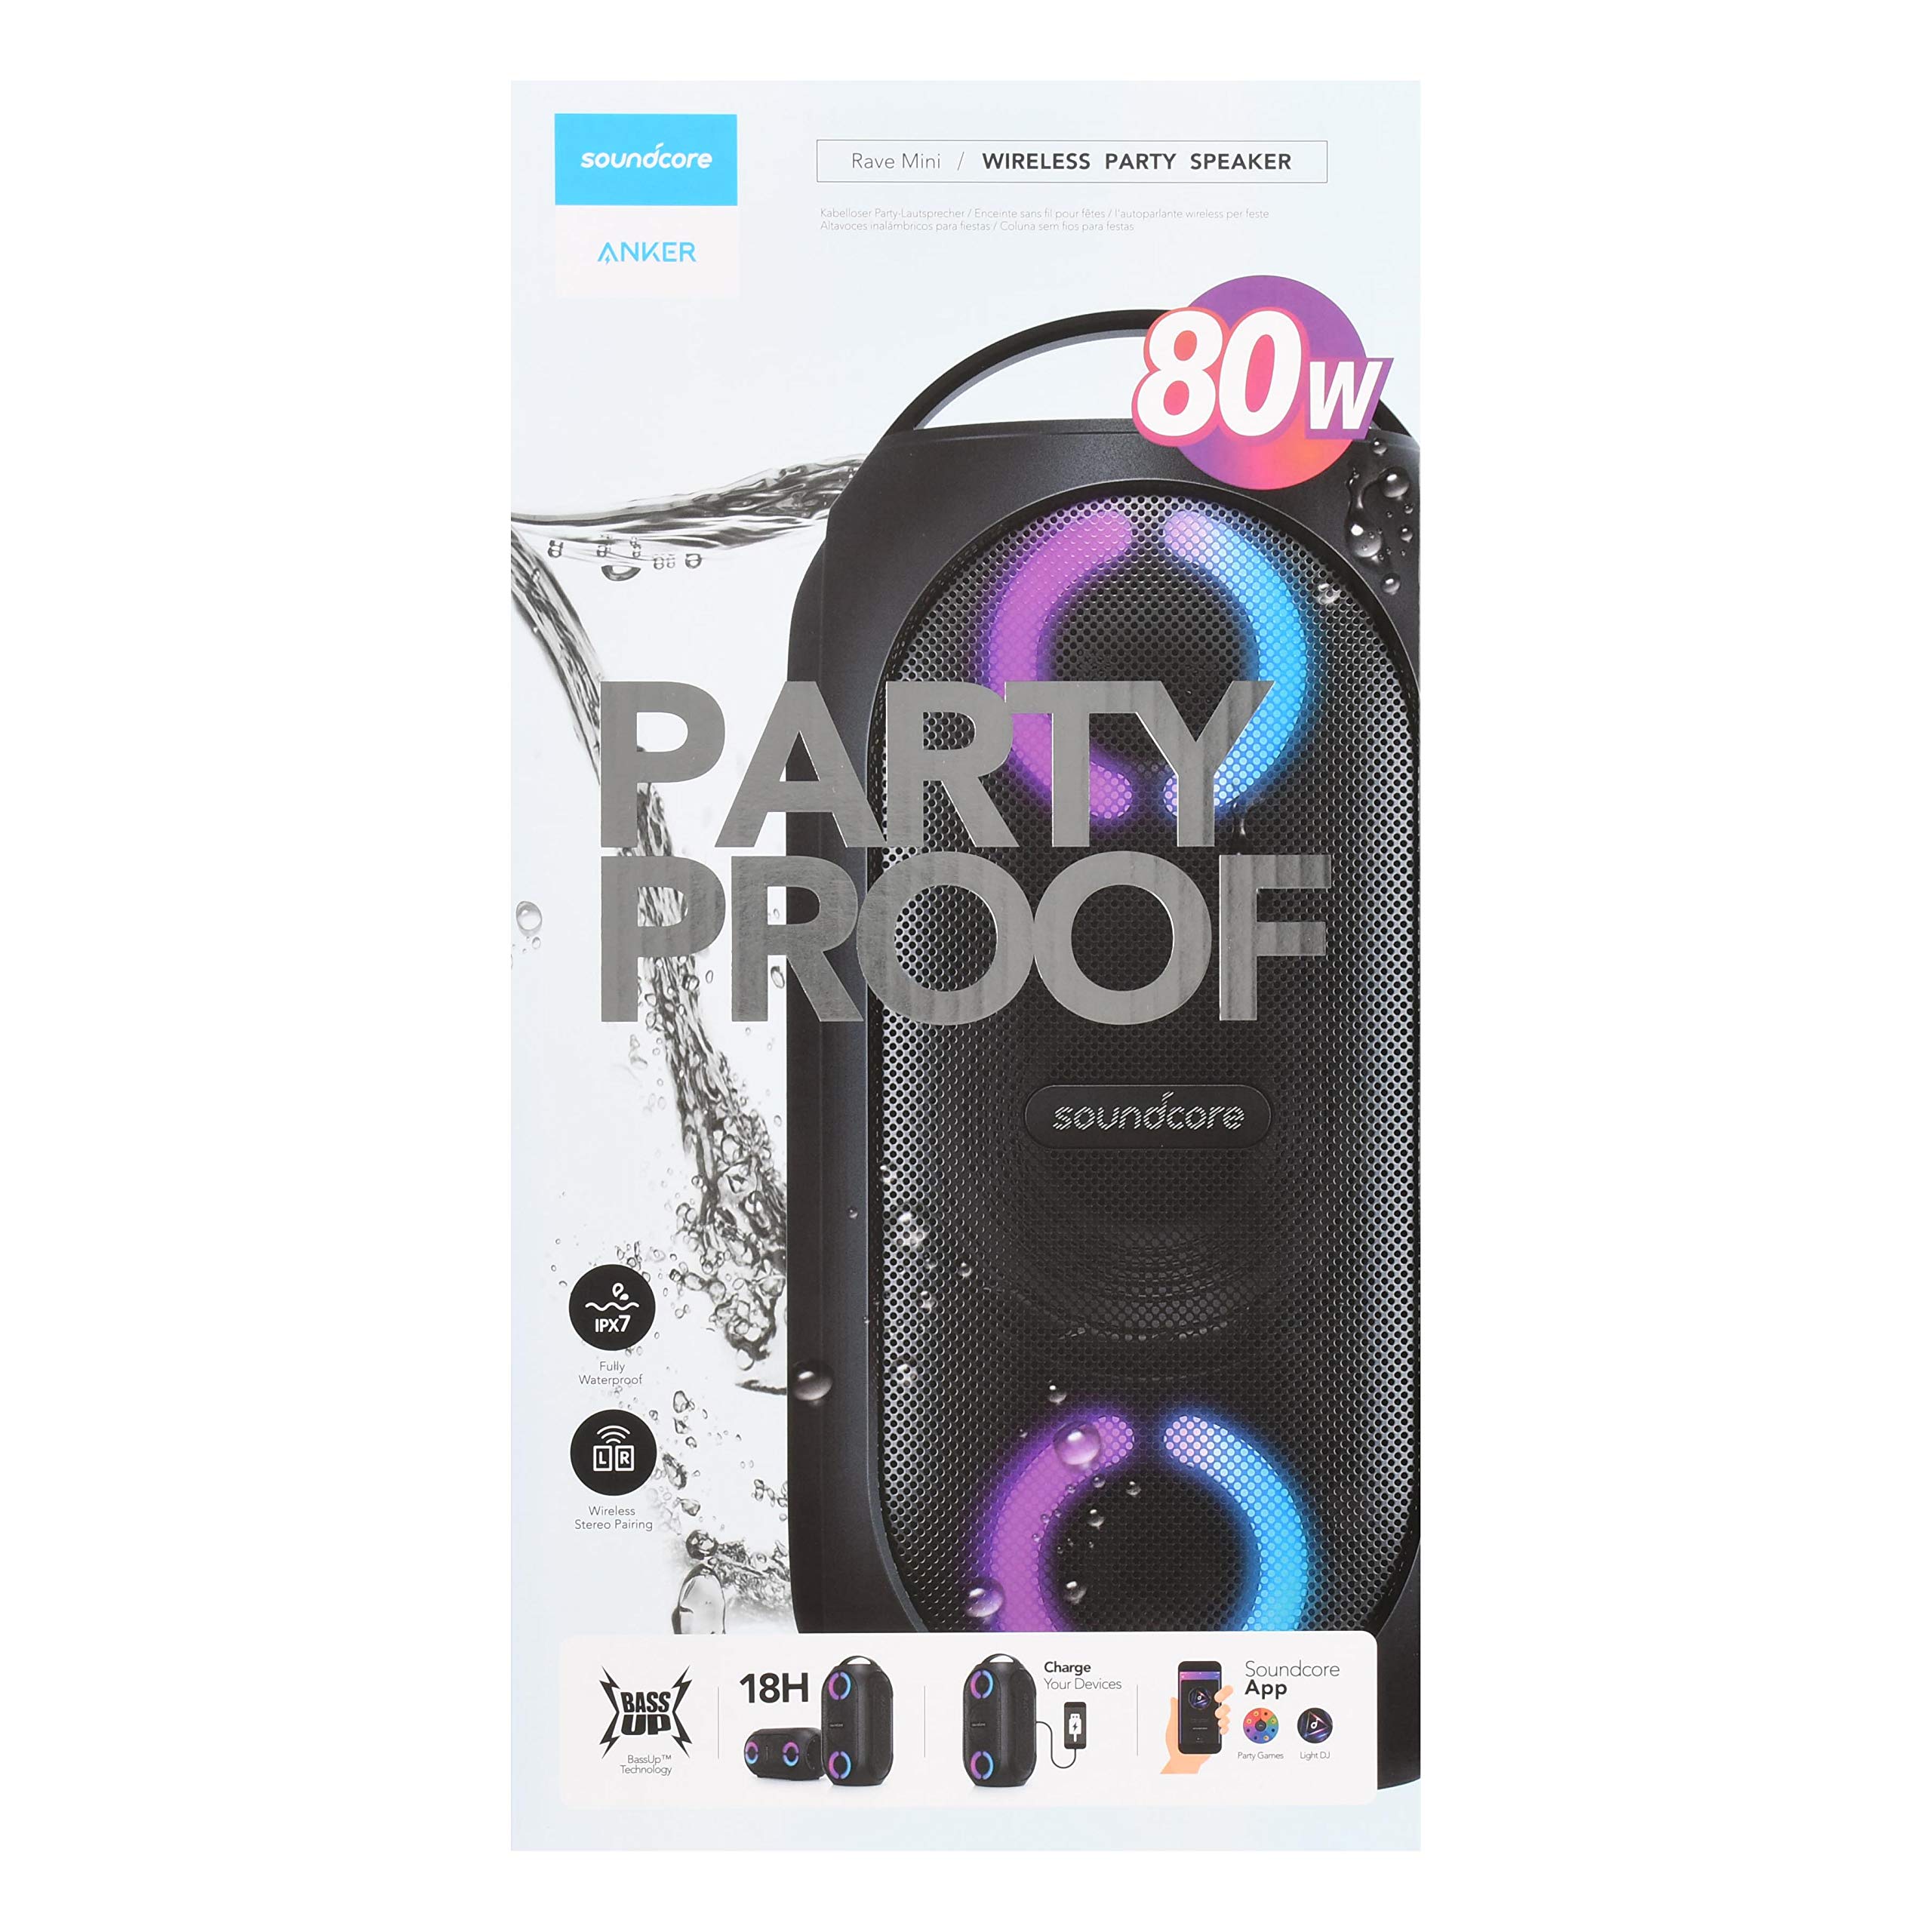 soundcore
ANKER
Rave Mini / WIRELESS PARTY SPEAKER
Kabelloser Party-Lautsprecher / Enceinte sans fil pour fêtes / l'autoparlante wireless per feste
Altavoces inalámbricos para fiestas / Coluna sem fios para festas
80W
PARTY
PROOF
soundcore
IPX7
Fully
Waterproof
L R
Wireless
Stereo Pairing
BASS
UP
BassUp™
Technology
18H
Charge
Your Devices
Soundcore
App
Party Games
Light DJ